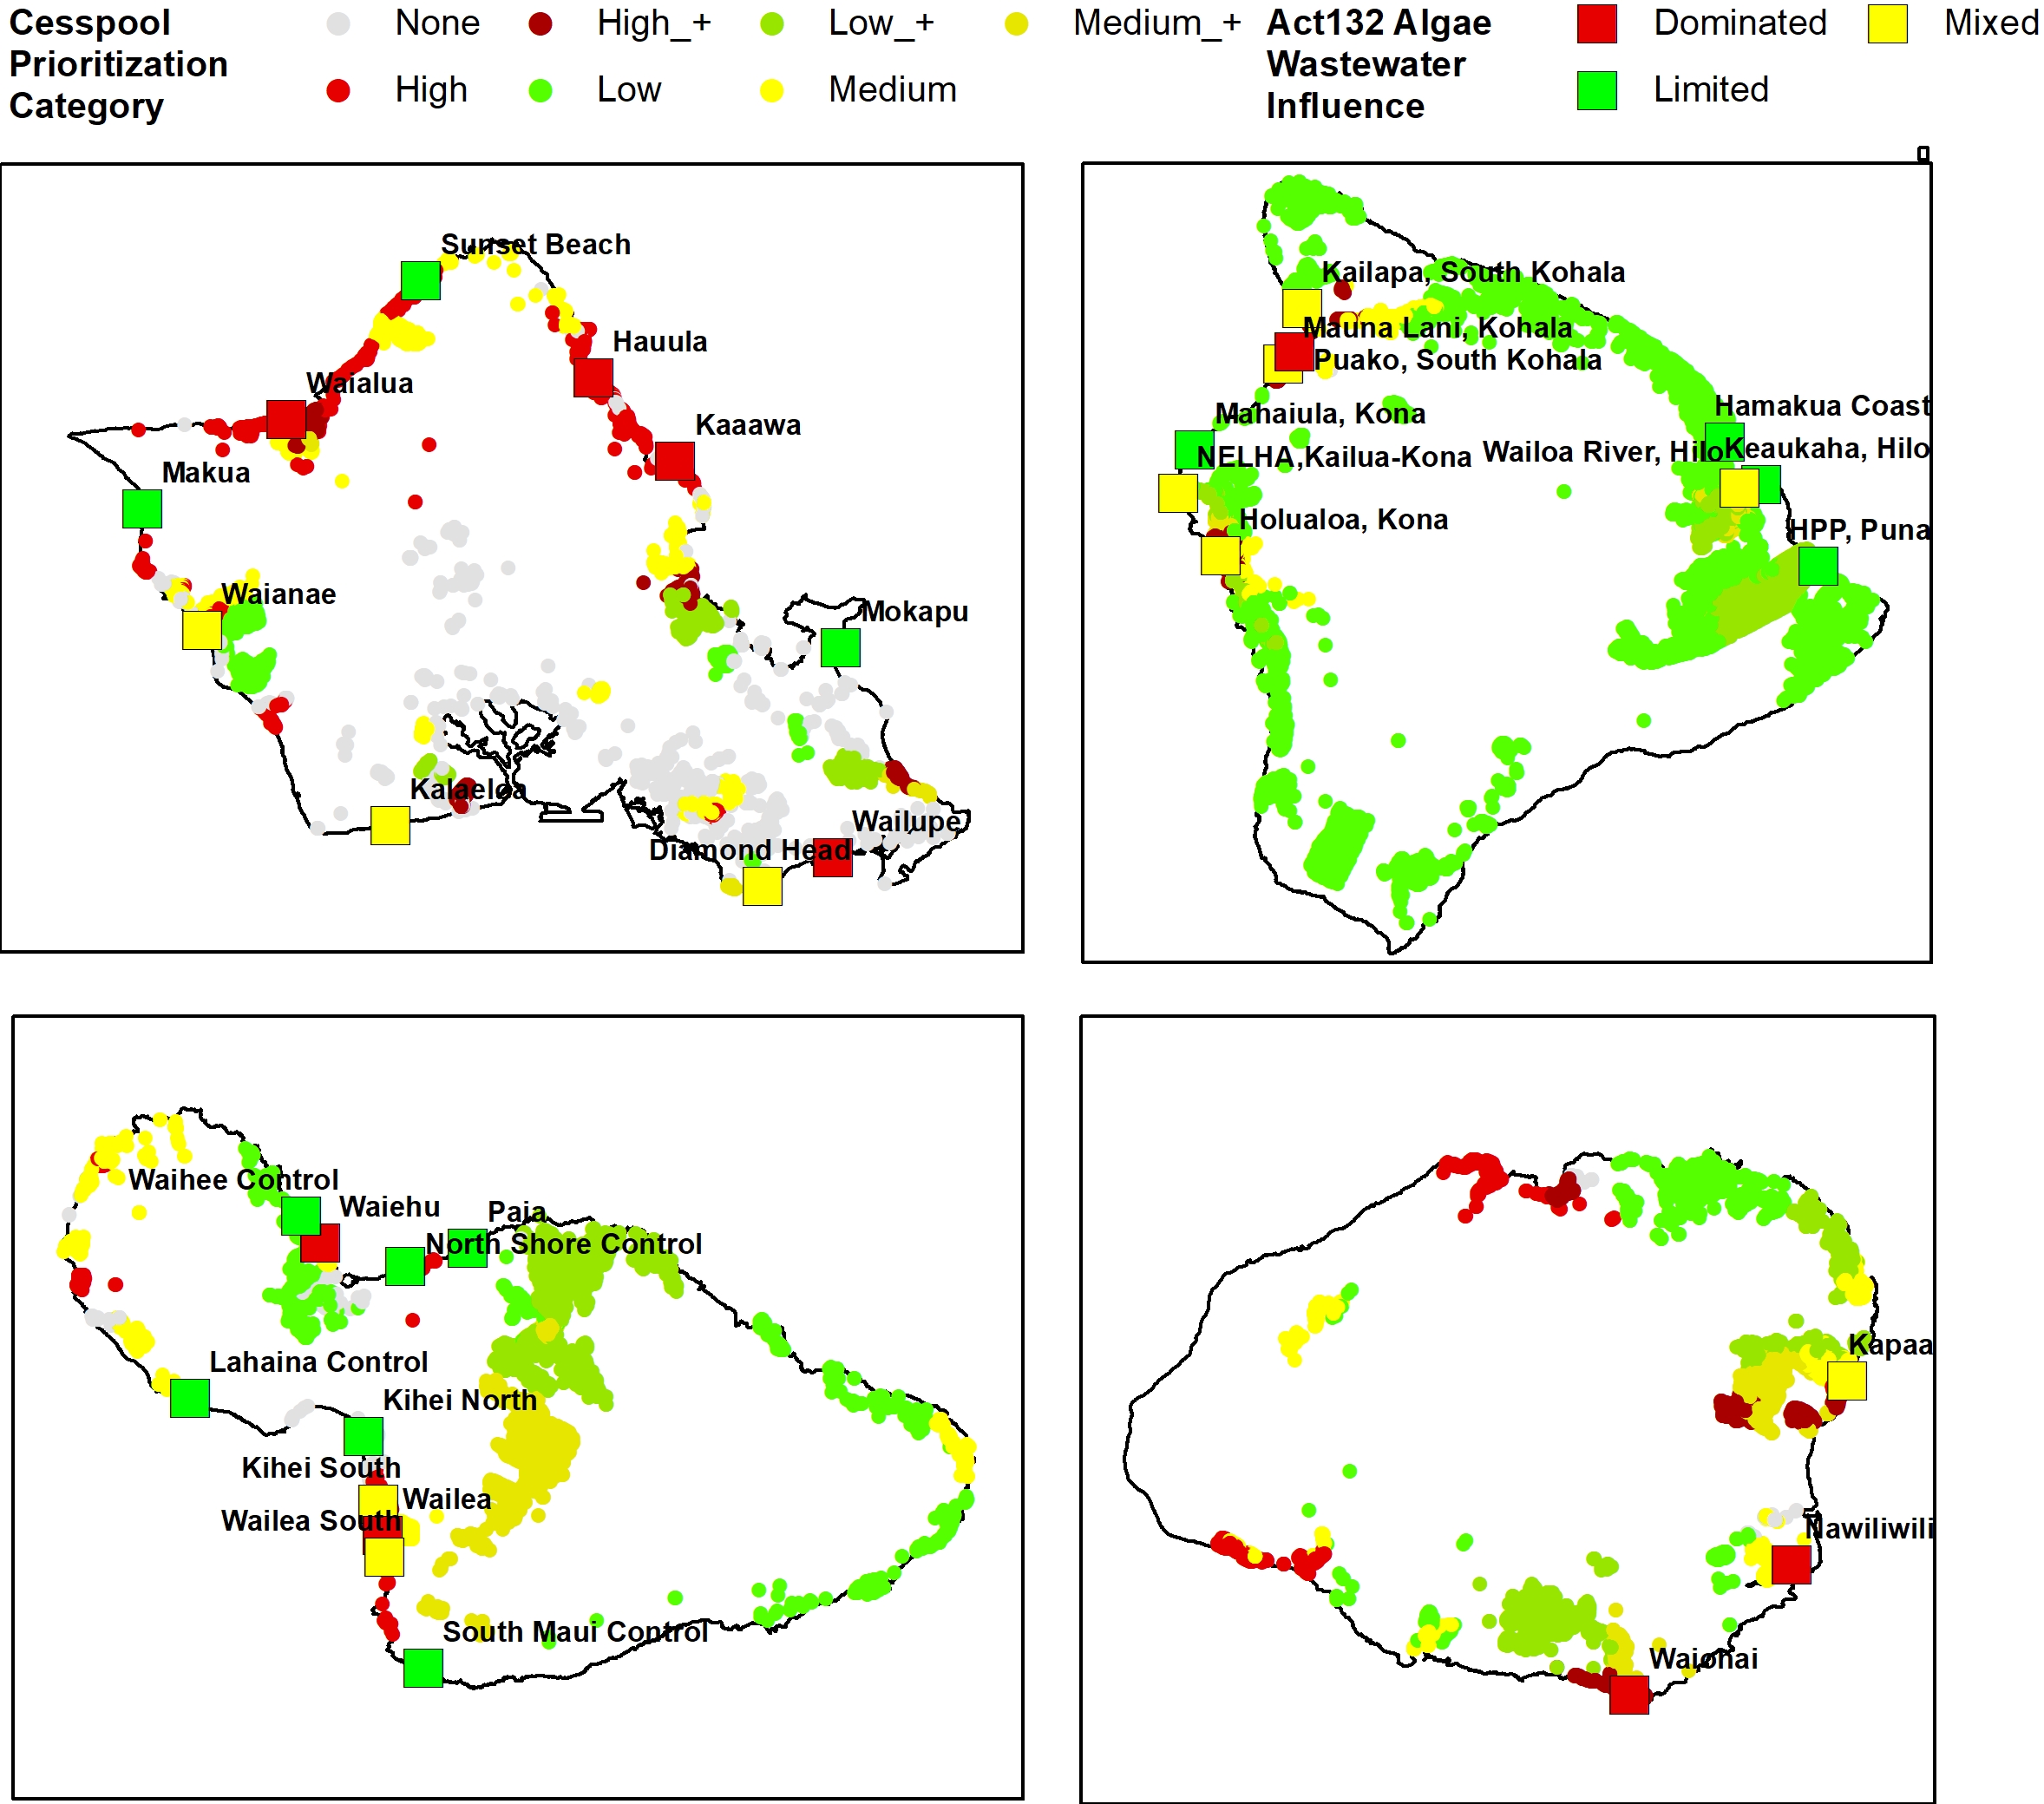 Cesspool
Prioritization
Category
None
High_+
Low_+
Medium_+
High
Low
Medium
Act132 Algae
Wastewater
Influence
Dominated
Mixed
Limited
Sunset Beach
Hauula
Waialua
Kaaawa
Makua
Waianae
Mokapu
Kalaeloa
Wailupe
Diamond Head
Kailapa, South Kohala
Mauna Lani, Kohala
Puako, South Kohala
Mahaiula, Kona
Hamakua Coast
NELHA,Kailua-Kona
Wailoa River, Hilo
Keaukaha, Hilo
Holualoa, Kona
HPP, Puna
Waihee Control
Waiehu
Paia
North Shore Control
Lahaina Control
Kihei North
Kihei South
Wailea
Wailea South
South Maui Control
Kapaa
Nawiliwili
Waiohai